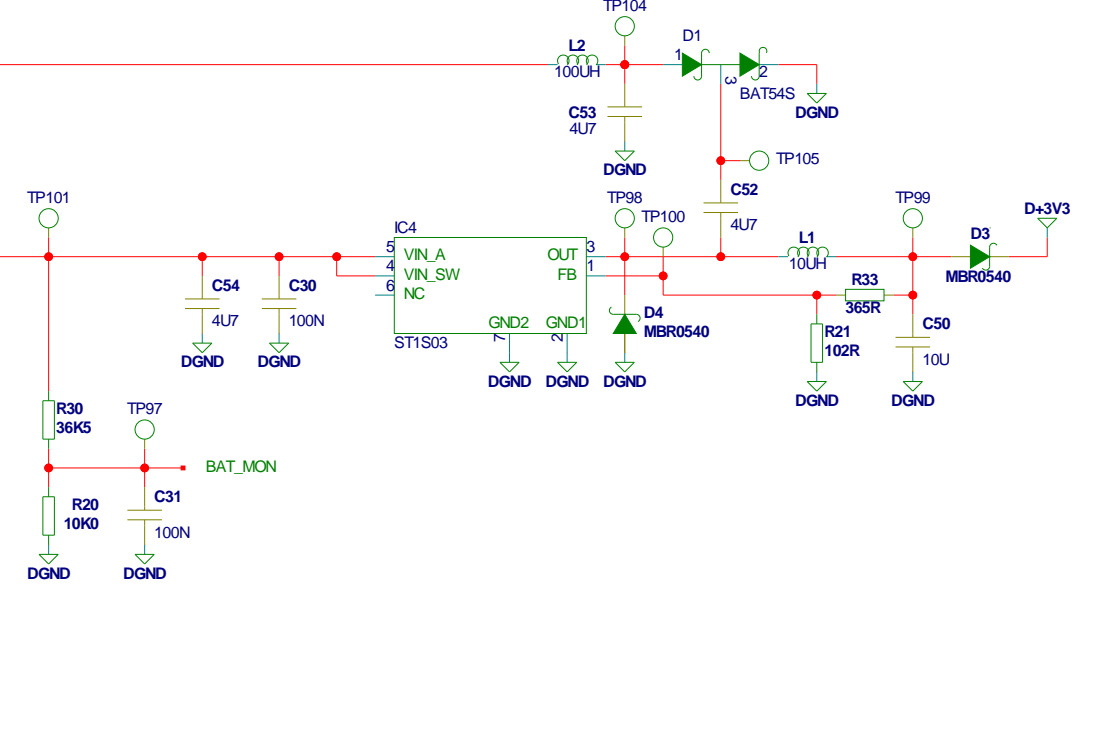 TP104
L2
100UH
D1
1
2
3
BAT54S
DGND
C53
4U7
DGND
TP105
TP101
TP98
TP100
C52
4U7
TP99
D+3V3
IC4
5
VIN_A
4
VIN_SW
6
NC
OUT
3
FB
1
GND2
GND1
7
2
ST1S03
L1
10UH
D3
MBR0540
C54
4U7
C30
100N
DGND
DGND
R33
365R
D4
MBR0540
R21
102R
C50
10U
DGND
DGND
DGND
DGND
DGND
R30
36K5
TP97
BAT_MON
R20
10K0
C31
100N
DGND
DGND